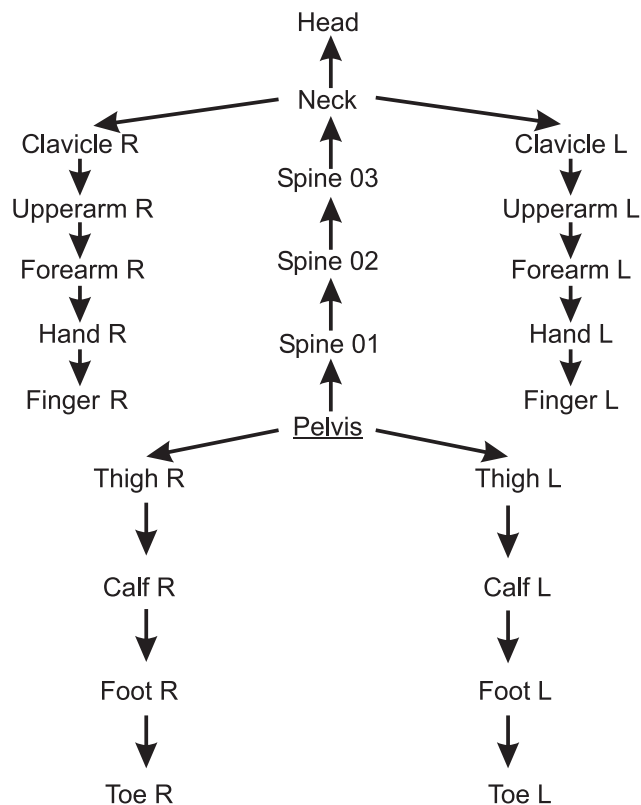 Head
Neck
Clavicle R
Clavicle L
Spine 03
Upperarm R
Upperarm L
Spine 02
Forearm R
Forearm L
Hand R
Hand L
Spine 01
Finger R
Finger L
Pelvis
Thigh R
Thigh L
Calf R
Calf L
Foot R
Foot L
Toe R
Toe L